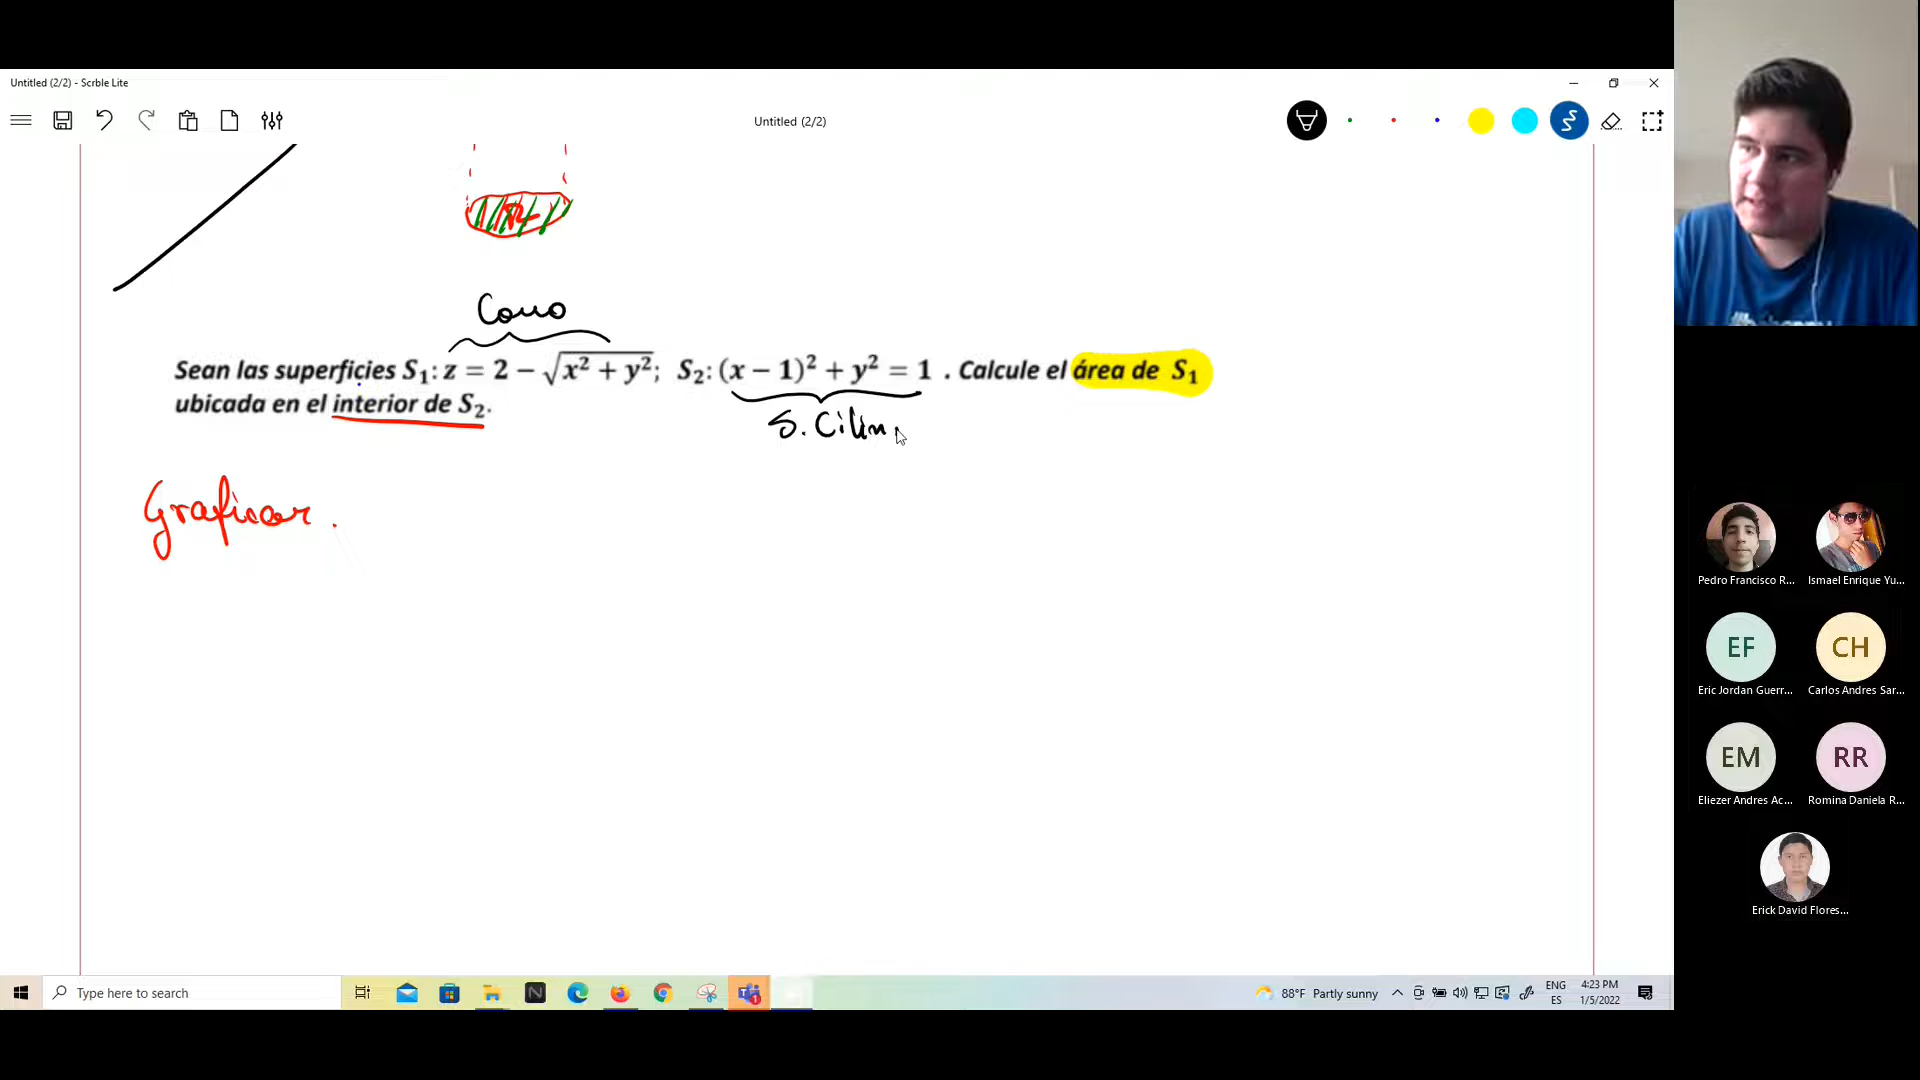 Untitled (2/2) - Scrble Lite
Untitled (2/2)
Cono
Sean las superficies S₁: z = 2 − √(x² + y²); S₂: (x − 1)² + y² = 1 . Calcule el área de S₁
ubicada en el interior de S₂.
S. Cilin
Graficar.
Pedro Francisco R...
Ismael Enrique Yu...
EF
CH
Eric Jordan Guerr...
Carlos Andres Sar...
EM
RR
Eliezer Andres Ac...
Romina Daniela R...
Erick David Flores...
Type here to search
88°F Partly sunny
ENG
ES
4:23 PM
1/5/2022